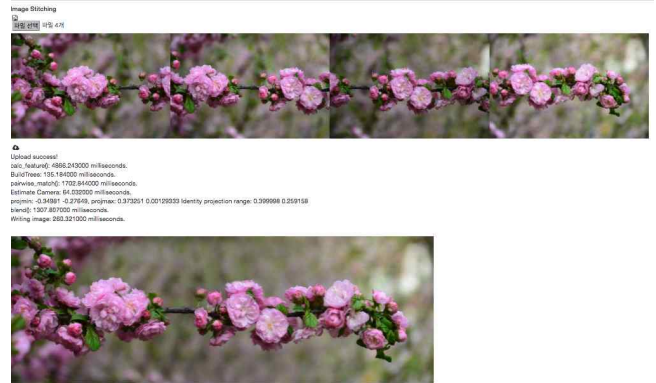 Image Stitching
파일 선택 파일 4개
Upload success!
calc_feature(): 4866.243000 milliseconds.
BuildTrees: 135.184000 milliseconds.
pairwise_match(): 1702.844000 milliseconds.
Estimate Camera: 64.032000 milliseconds.
projmin: -0.34981 -0.27649, projmax: 0.373251 0.00129333 Identity projection range: 0.399998 0.259158
blend(): 1307.807000 milliseconds.
Writing image: 260.321000 milliseconds.